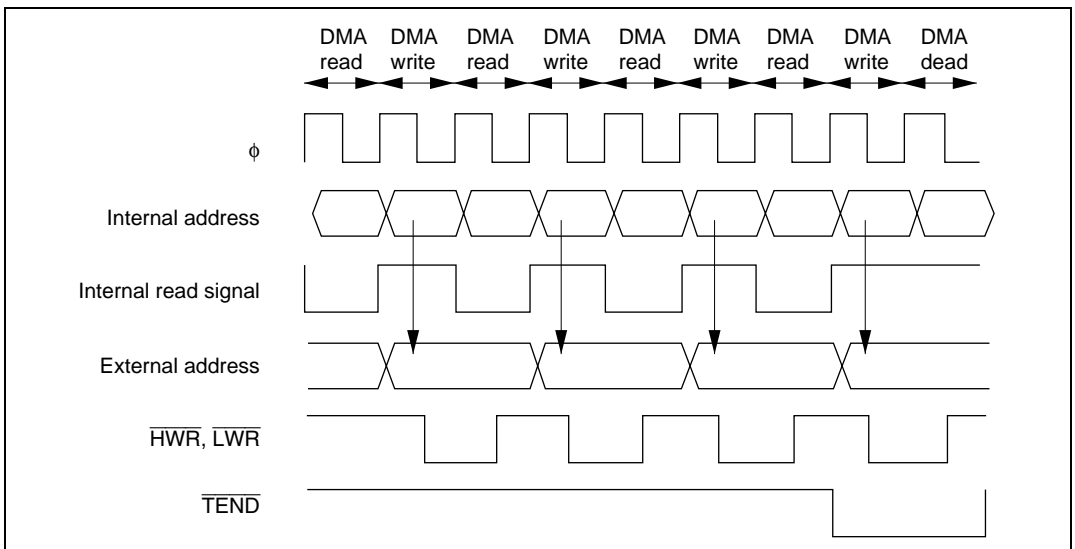 DMA DMA DMA DMA DMA DMA DMA DMA DMA
read write read write read write read write dead
φ
Internal address
Internal read signal
External address
HWR, LWR
TEND